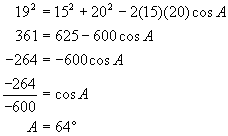 19² = 15² + 20² − 2(15)(20) cos A
361 = 625 − 600 cos A
−264 = −600 cos A
−264/−600 = cos A
A = 64°